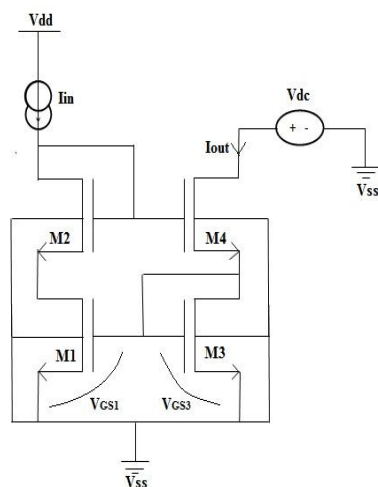 Vdd
Iin
Vdc
+ -
Iout
Vss
M2
M4
M1
M3
VGS1
VGS3
Vss